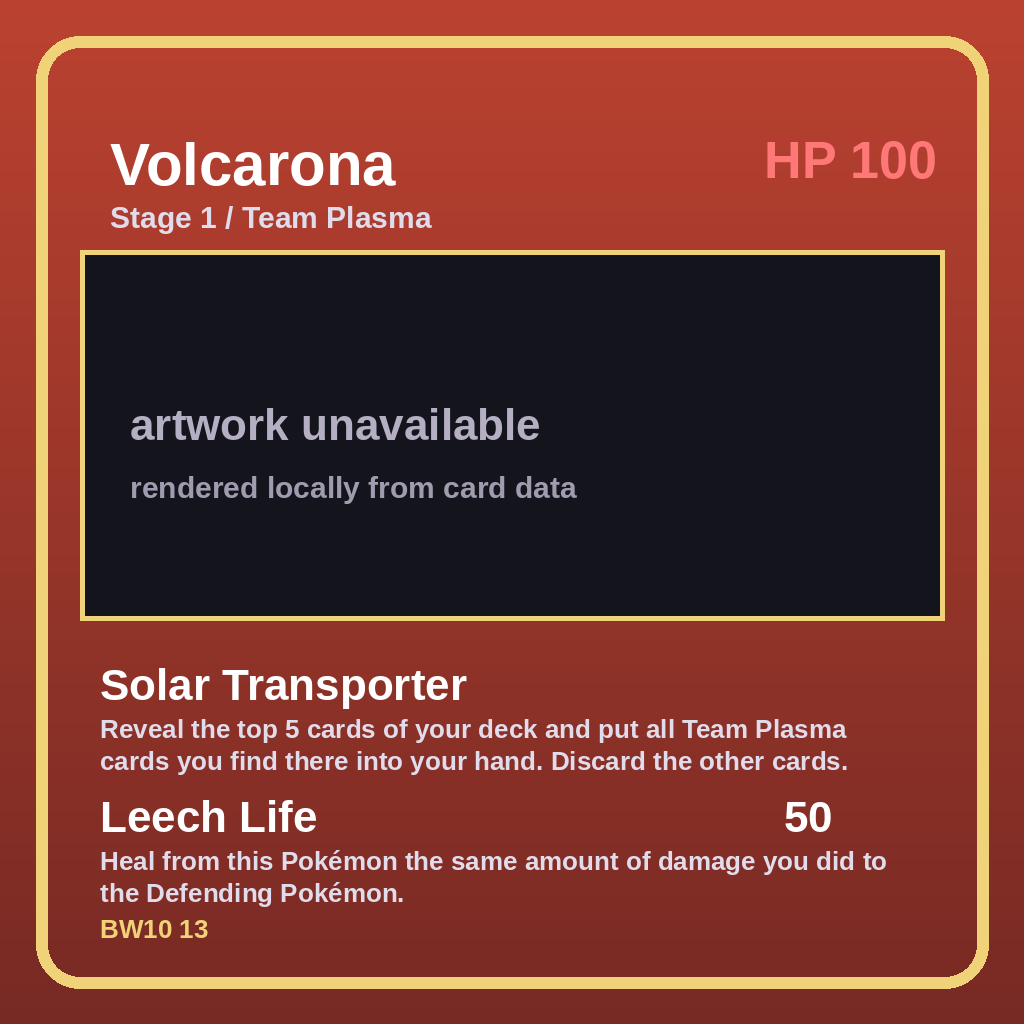 Volcarona
HP 100
Stage 1 / Team Plasma
artwork unavailable
rendered locally from card data
Solar Transporter
Reveal the top 5 cards of your deck and put all Team Plasma
cards you find there into your hand. Discard the other cards.
Leech Life 50
Heal from this Pokémon the same amount of damage you did to
the Defending Pokémon.
BW10 13